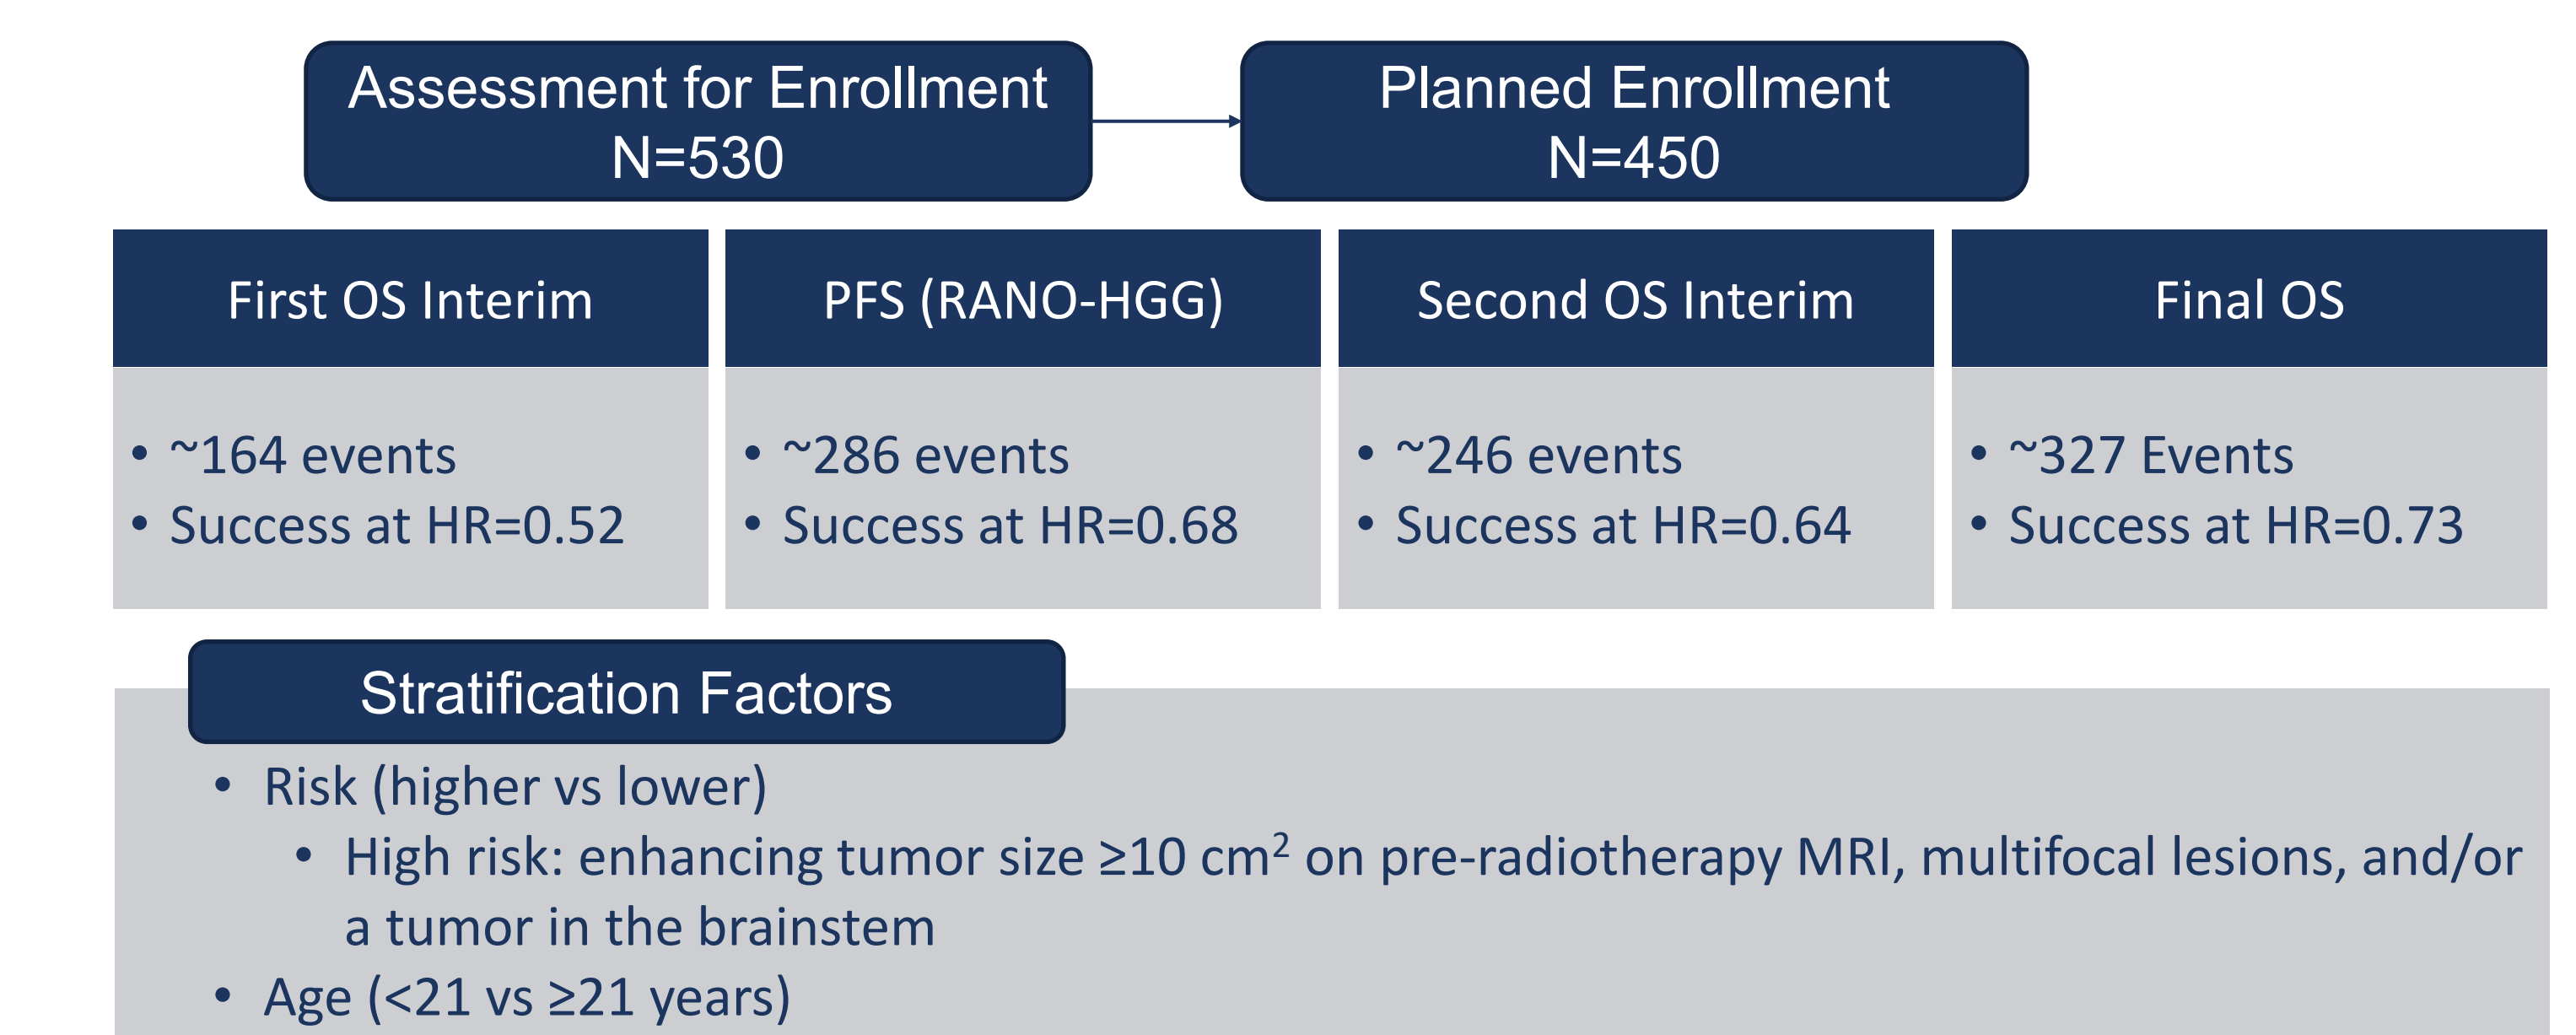 Assessment for Enrollment
N=530
Planned Enrollment
N=450
First OS Interim
• ~164 events
• Success at HR=0.52
PFS (RANO-HGG)
• ~286 events
• Success at HR=0.68
Second OS Interim
• ~246 events
• Success at HR=0.64
Final OS
• ~327 Events
• Success at HR=0.73
Stratification Factors
• Risk (higher vs lower)
• High risk: enhancing tumor size ≥10 cm² on pre-radiotherapy MRI, multifocal lesions, and/or
a tumor in the brainstem
• Age (<21 vs ≥21 years)